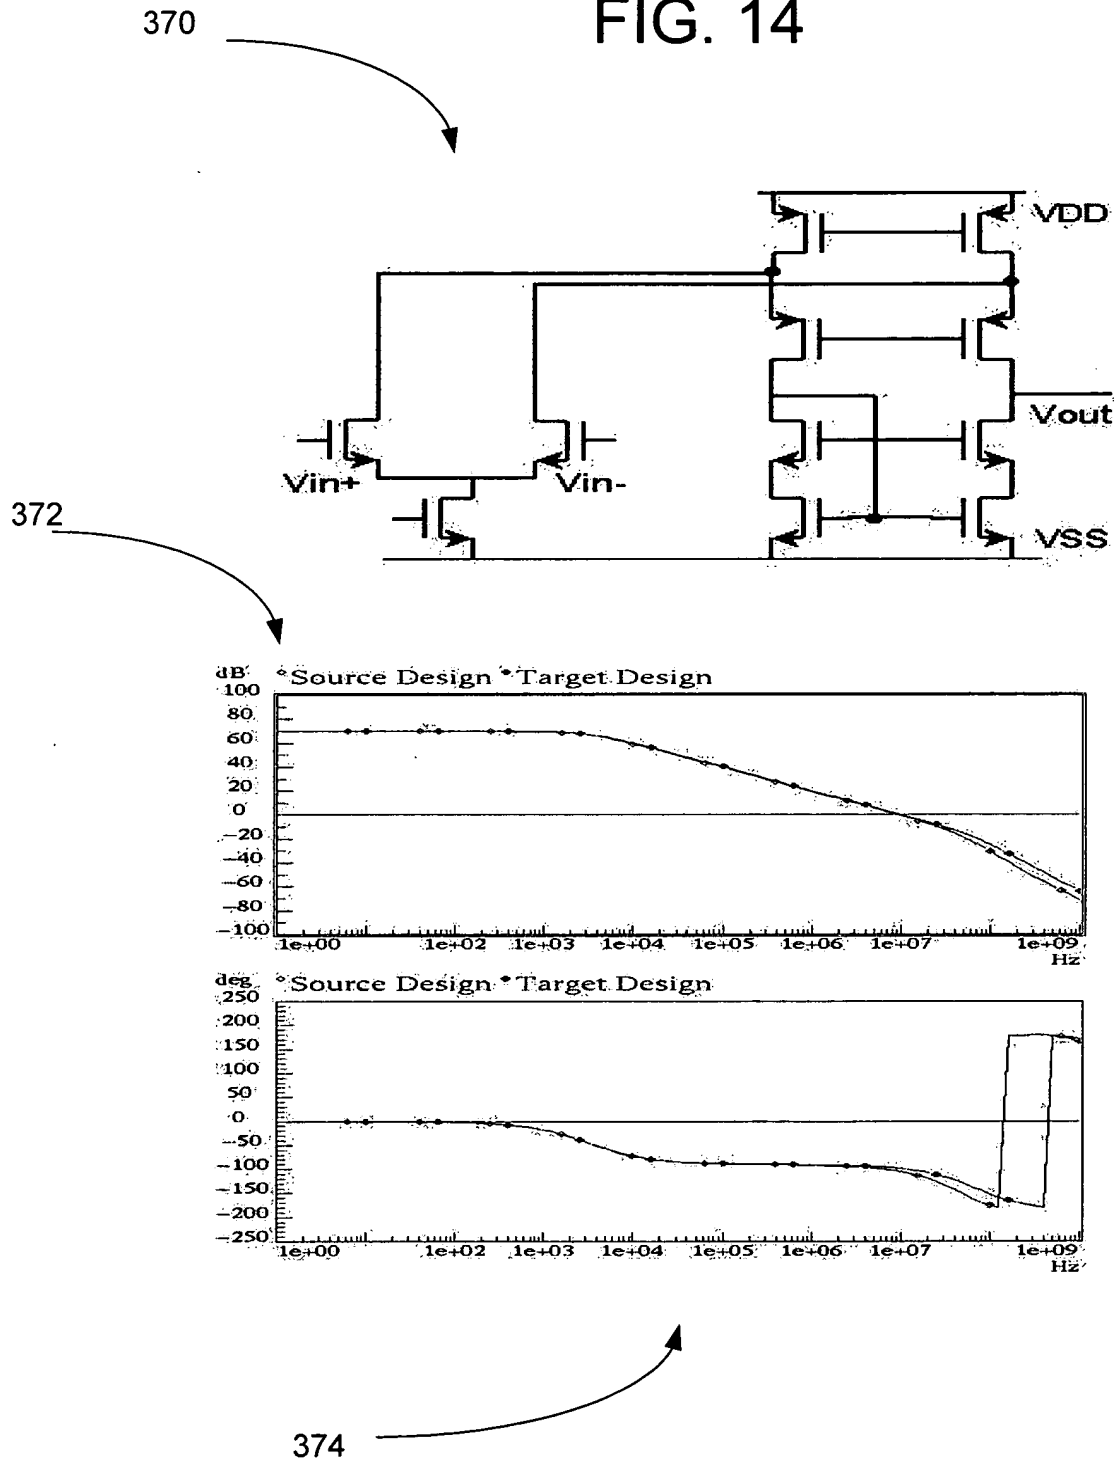 FIG. 14
370
VDD
Vout
Vin+
Vin-
372
VSS
dB
Source Design Target Design
100
80
60
40
20
0
-20
-40
-60
-80
-100
1e+00 1e+02 1e+03 1e+04 1e+05 1e+06 1e+07 1e+09
Hz
deg
Source Design Target Design
250
200
150
100
50
0
-50
-100
-150
-200
-250
1e+00 1e+02 1e+03 1e+04 1e+05 1e+06 1e+07 1e+09
Hz
374